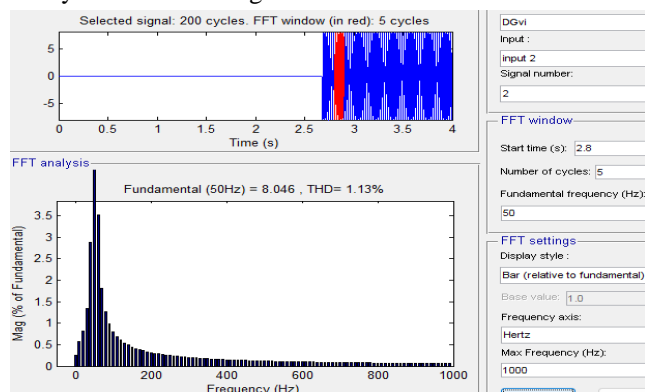 Selected signal: 200 cycles. FFT window (in red): 5 cycles
5
0
-5
0
0.5
1
1.5
2
2.5
3
3.5
4
Time (s)
FFT analysis
Fundamental (50Hz) = 8.046 , THD= 1.13%
Mag (% of Fundamental)
3.5
3
2.5
2
1.5
1
0.5
0
0
200
400
600
800
1000
Frequency (Hz)
DGvi
Input :
input 2
Signal number:
2
FFT window
Start time (s): 2.8
Number of cycles: 5
Fundamental frequency (Hz):
50
FFT settings
Display style :
Bar (relative to fundamental)
Base value: 1.0
Frequency axis:
Hertz
Max Frequency (Hz):
1000